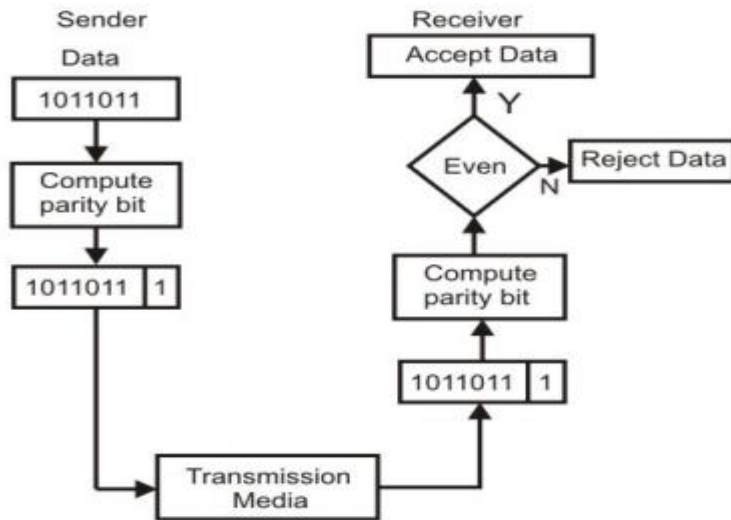 Sender
Data
1011011
Compute
parity bit
1011011 1
Transmission
Media
Receiver
Accept Data
Y
Even
N
Reject Data
Compute
parity bit
1011011 1